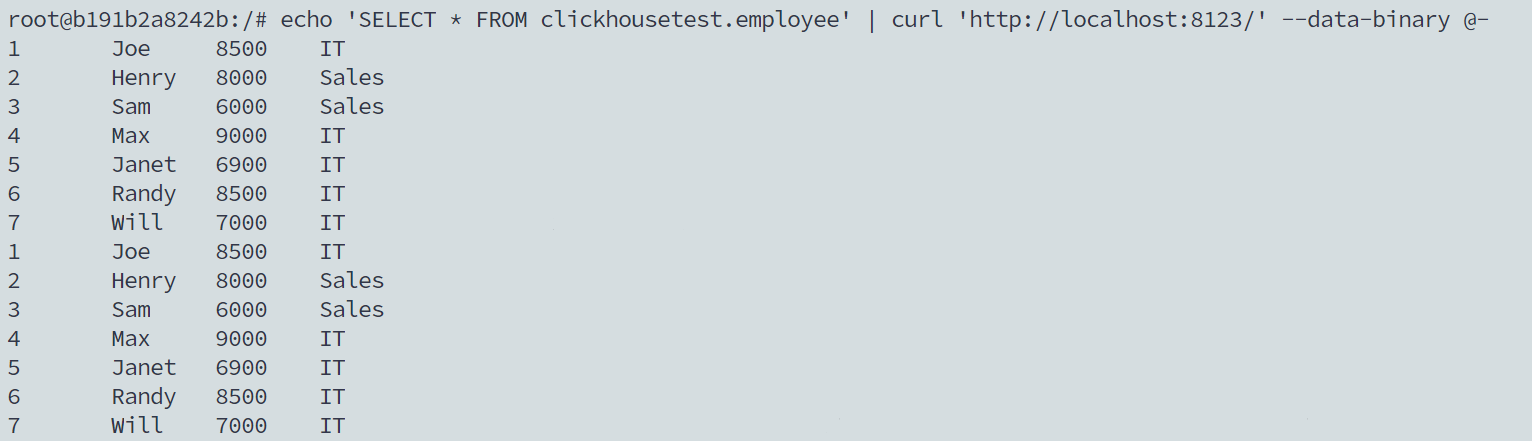 root@b191b2a8242b:/# echo 'SELECT * FROM clickhousetest.employee' | curl 'http://localhost:8123/' --data-binary @-
1	Joe	8500	IT
2	Henry	8000	Sales
3	Sam	6000	Sales
4	Max	9000	IT
5	Janet	6900	IT
6	Randy	8500	IT
7	Will	7000	IT
1	Joe	8500	IT
2	Henry	8000	Sales
3	Sam	6000	Sales
4	Max	9000	IT
5	Janet	6900	IT
6	Randy	8500	IT
7	Will	7000	IT